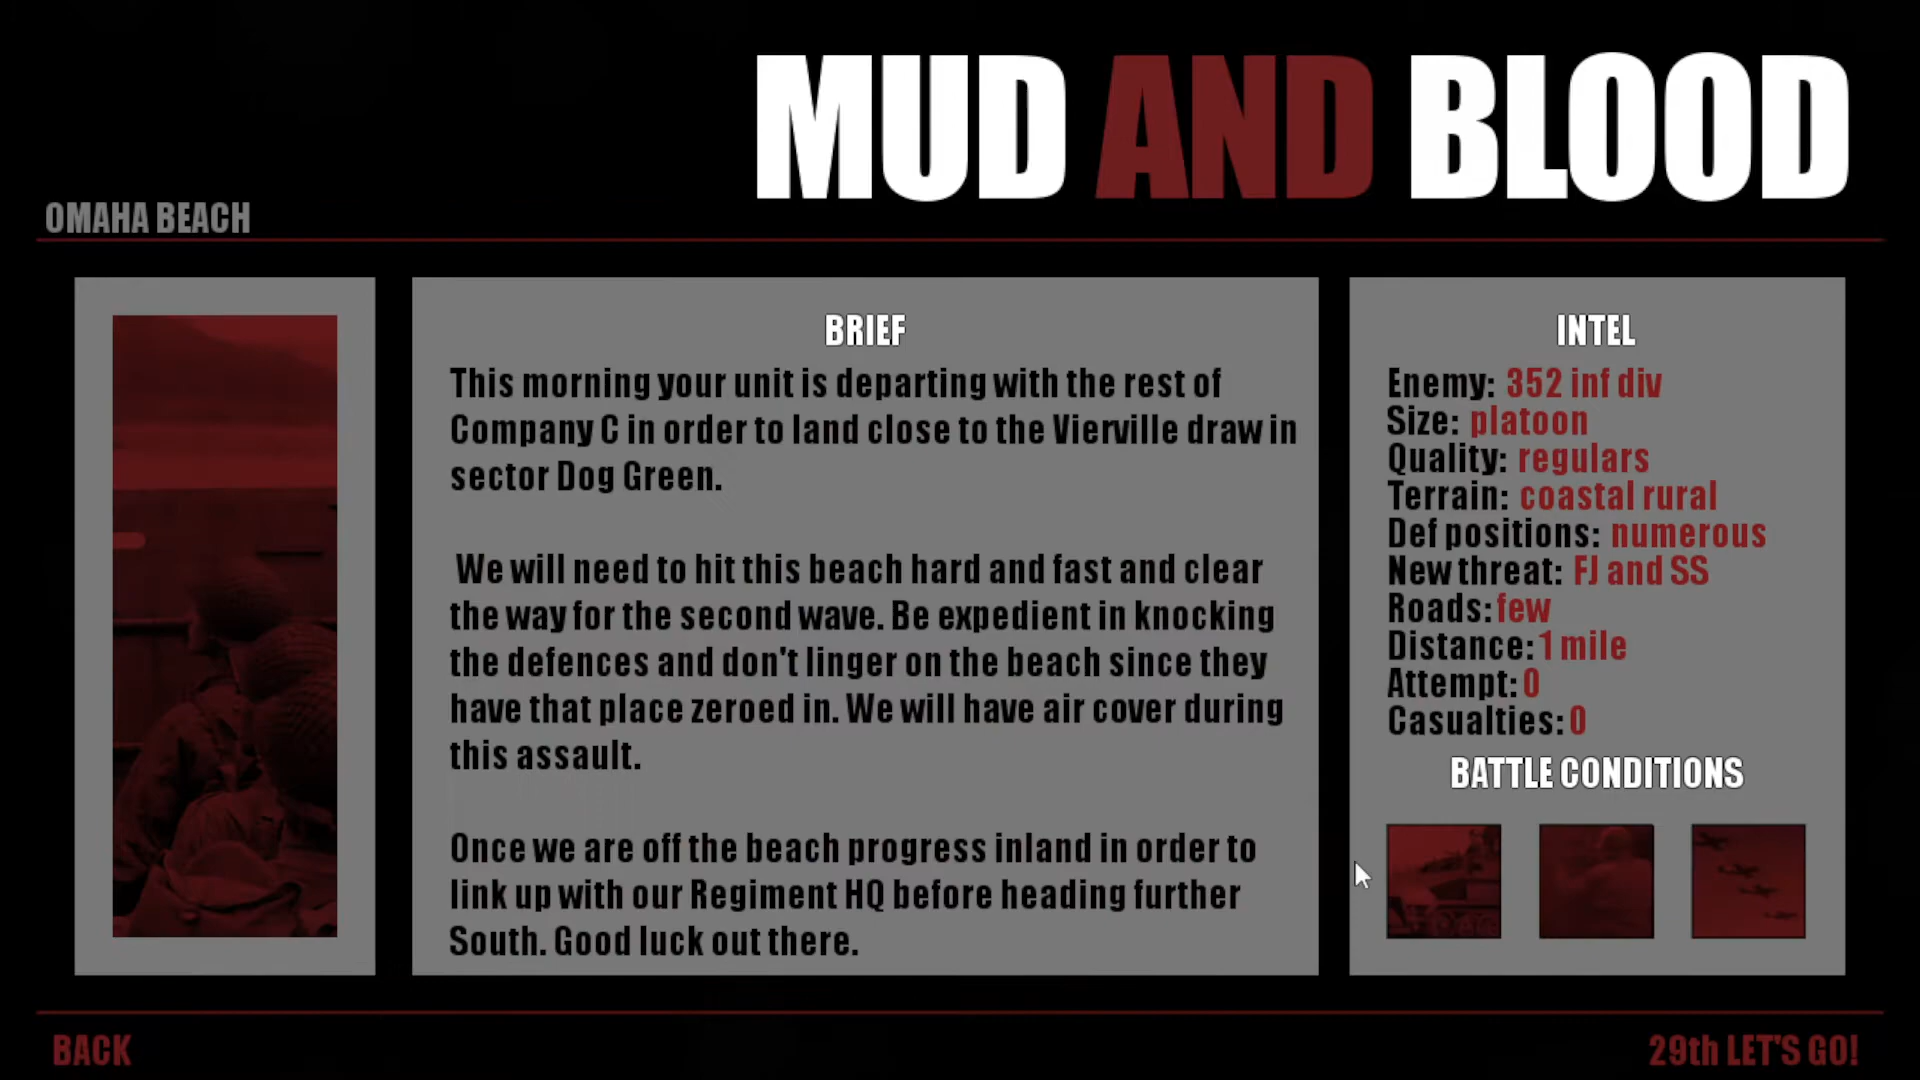 MUD AND BLOOD
OMAHA BEACH
BRIEF
This morning your unit is departing with the rest of
Company C in order to land close to the Vierville draw in
sector Dog Green.
We will need to hit this beach hard and fast and clear
the way for the second wave. Be expedient in knocking
the defences and don't linger on the beach since they
have that place zeroed in. We will have air cover during
this assault.
Once we are off the beach progress inland in order to
link up with our Regiment HQ before heading further
South. Good luck out there.
INTEL
Enemy: 352 inf div
Size: platoon
Quality: regulars
Terrain: coastal rural
Def positions: numerous
New threat: FJ and SS
Roads: few
Distance: 1 mile
Attempt: 0
Casualties: 0
BATTLE CONDITIONS
BACK
29th LET'S GO!